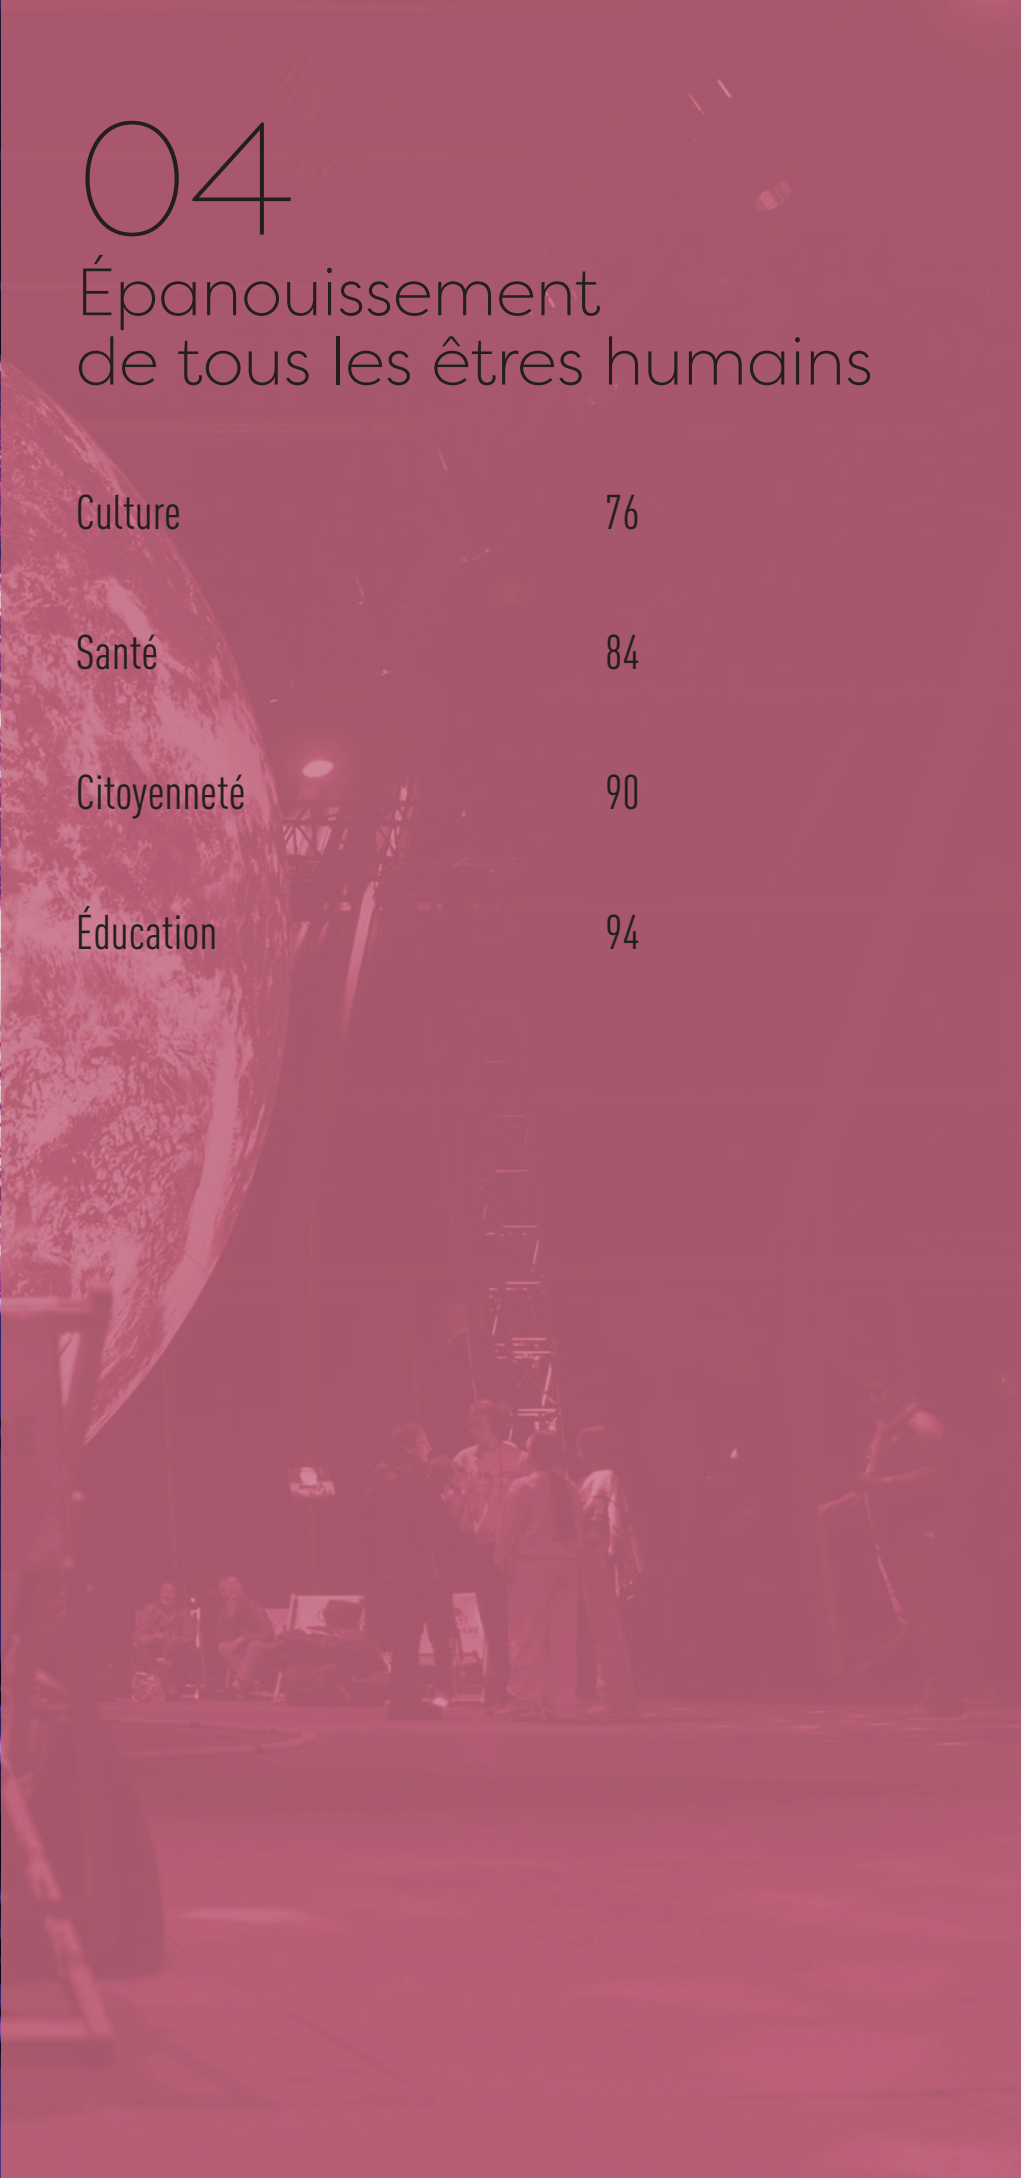 04
Épanouissement
de tous les êtres humains
Culture 76
Santé 84
Citoyenneté 90
Éducation 94